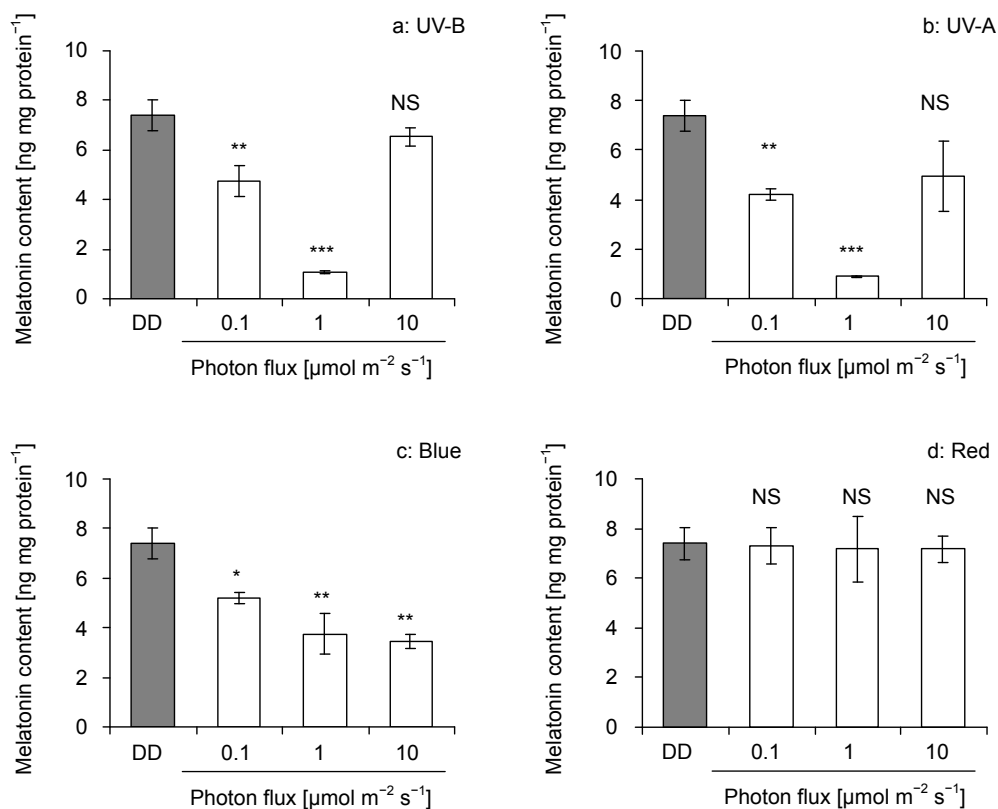 a: UV-B
Melatonin content [ng mg protein⁻¹]
10
8
6
4
2
0
**
***
NS
DD 0.1 1 10
Photon flux [µmol m⁻² s⁻¹]
b: UV-A
Melatonin content [ng mg protein⁻¹]
10
8
6
4
2
0
**
***
NS
DD 0.1 1 10
Photon flux [µmol m⁻² s⁻¹]
c: Blue
Melatonin content [ng mg protein⁻¹]
10
8
6
4
2
0
*
**
**
DD 0.1 1 10
Photon flux [µmol m⁻² s⁻¹]
d: Red
Melatonin content [ng mg protein⁻¹]
10
8
6
4
2
0
NS NS NS
DD 0.1 1 10
Photon flux [µmol m⁻² s⁻¹]